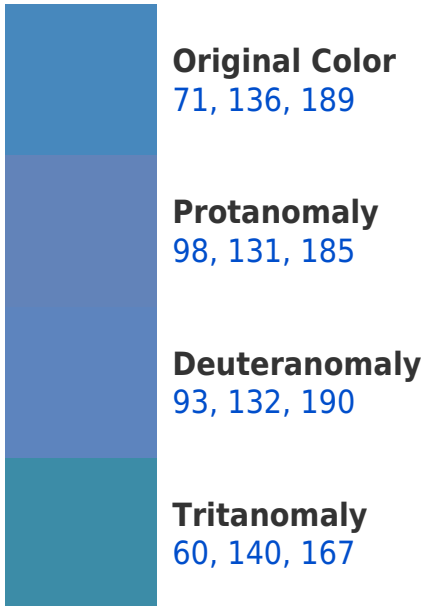 Original Color
71, 136, 189
Protanomaly
98, 131, 185
Deuteranomaly
93, 132, 190
Tritanomaly
60, 140, 167